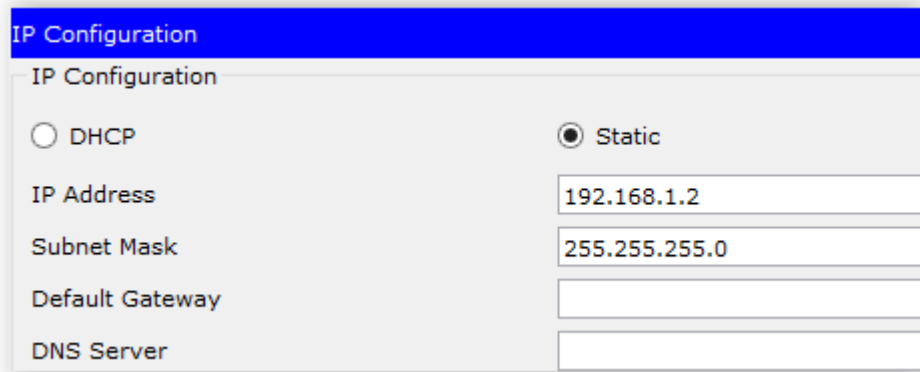 IP Configuration
IP Configuration
DHCP Static
IP Address 192.168.1.2
Subnet Mask 255.255.255.0
Default Gateway
DNS Server